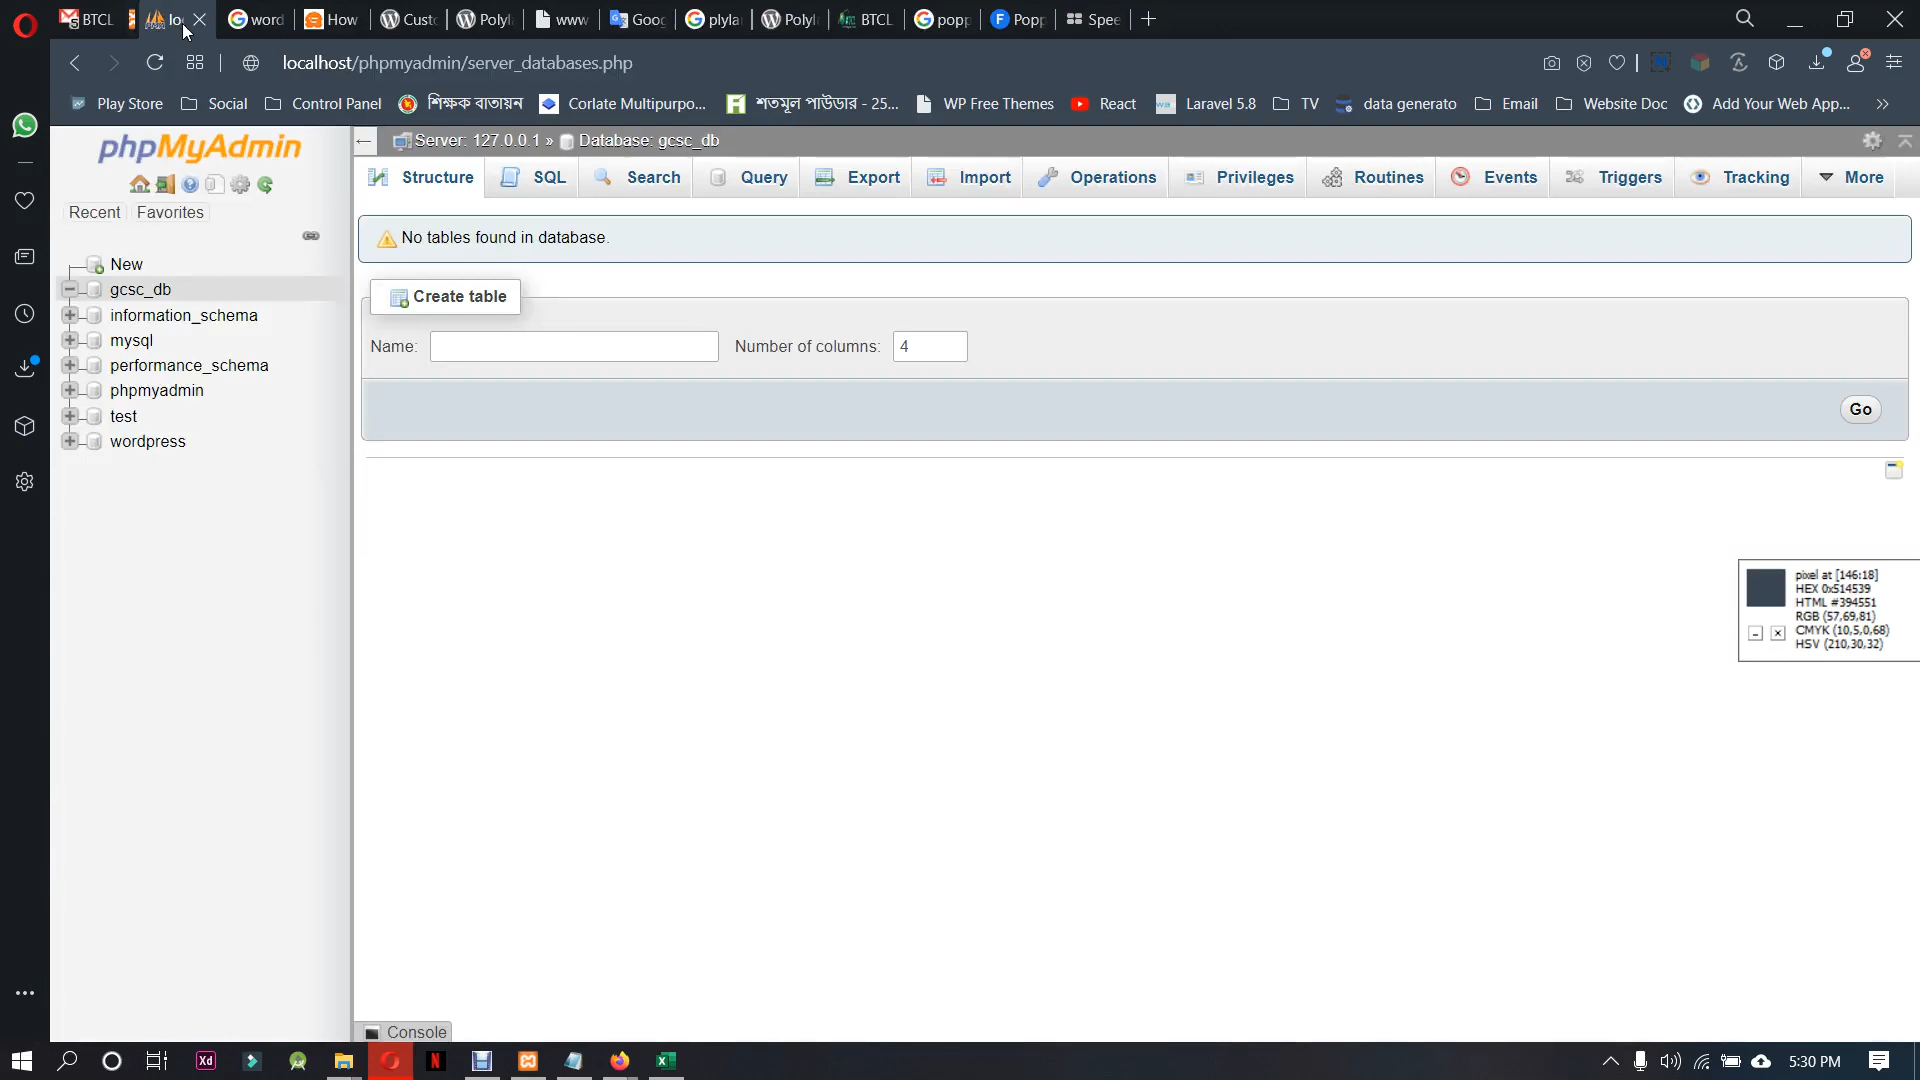 BTCL
lo
word
How
Custo
Polyl
www
Goog
plylan
Polyl
BTCL
popp
Popp
Spee
localhost/phpmyadmin/server_databases.php
Play Store
Social
Control Panel
শিক্ষক বাতায়ন
Corlate Multipurpo...
শতমূল পাউডার - 25...
WP Free Themes
React
Laravel 5.8
TV
data generato
Email
Website Doc
Add Your Web App...
phpMyAdmin
Server: 127.0.0.1 » Database: gcsc_db
Structure
SQL
Search
Query
Export
Import
Operations
Privileges
Routines
Events
Triggers
Tracking
More
Recent
Favorites
No tables found in database.
New
gcsc_db
information_schema
mysql
performance_schema
phpmyadmin
test
wordpress
Create table
Name:
Number of columns: 4
Go
pixel at [146:18]
HEX 0x514539
HTML #394551
RGB (57,69,81)
CMYK (10,5,0,68)
HSV (210,30,32)
Console
Xd
N
5:30 PM